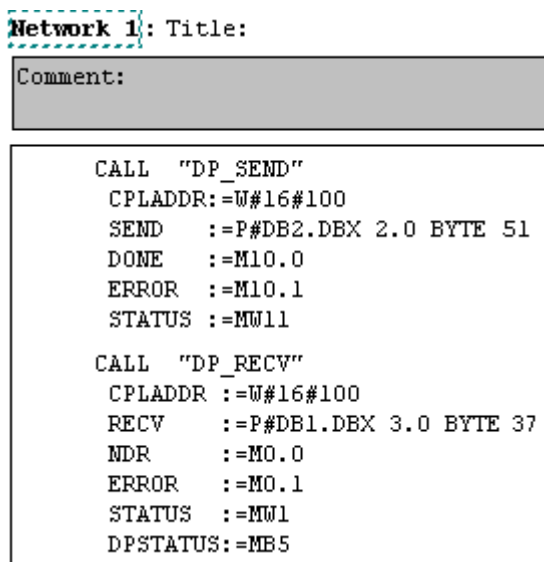 Network 1: Title:
Comment:
CALL "DP_SEND"
CPLADDR:=W#16#100
SEND :=P#DB2.DBX 2.0 BYTE 51
DONE :=M10.0
ERROR :=M10.1
STATUS :=MW11
CALL "DP_RECV"
CPLADDR :=W#16#100
RECV :=P#DB1.DBX 3.0 BYTE 37
NDR :=M0.0
ERROR :=M0.1
STATUS :=MW1
DPSTATUS:=MB5